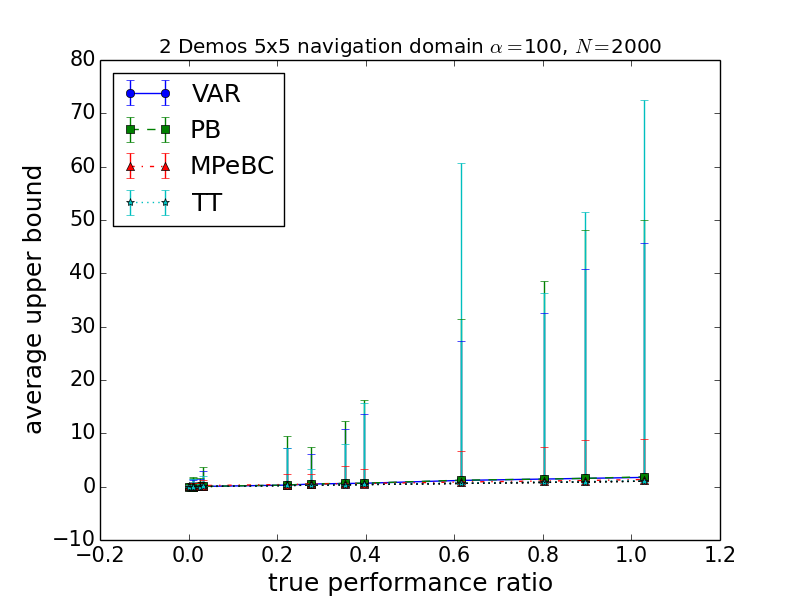 2 Demos 5x5 navigation domain α=100, N=2000
80
70
60
50
40
30
20
10
0
−10
average upper bound
VAR
PB
MPeBC
TT
−0.2 0.0 0.2 0.4 0.6 0.8 1.0 1.2
true performance ratio